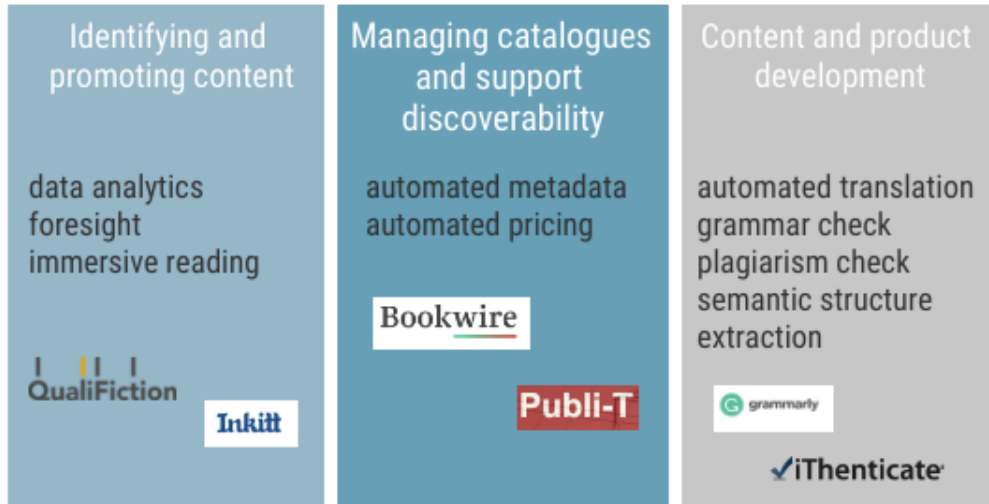 Identifying and
promoting content
data analytics
foresight
immersive reading
QualiFiction
Inkitt
Managing catalogues
and support
discoverability
automated metadata
automated pricing
Bookwire
Publi-T
Content and product
development
automated translation
grammar check
plagiarism check
semantic structure
extraction
G grammarly
iThenticate